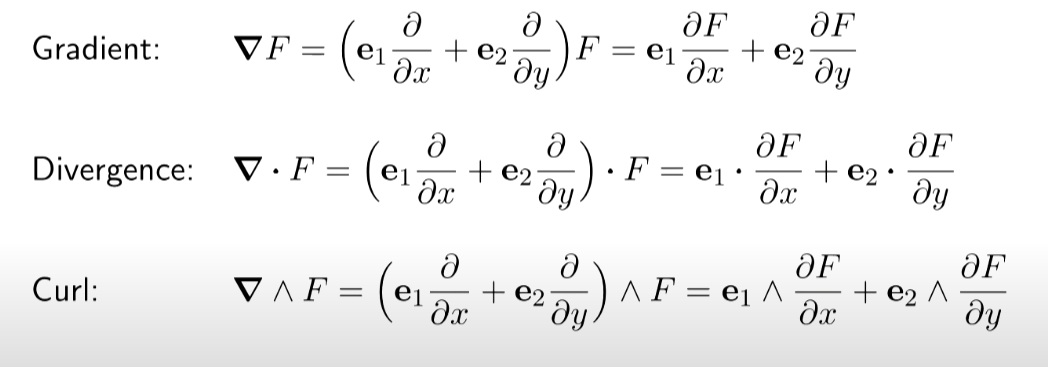 Gradient: ∇F = (e₁ ∂/∂x + e₂ ∂/∂y) F = e₁ ∂F/∂x + e₂ ∂F/∂y
Divergence: ∇ · F = (e₁ ∂/∂x + e₂ ∂/∂y) · F = e₁ · ∂F/∂x + e₂ · ∂F/∂y
Curl: ∇ ∧ F = (e₁ ∂/∂x + e₂ ∂/∂y) ∧ F = e₁ ∧ ∂F/∂x + e₂ ∧ ∂F/∂y